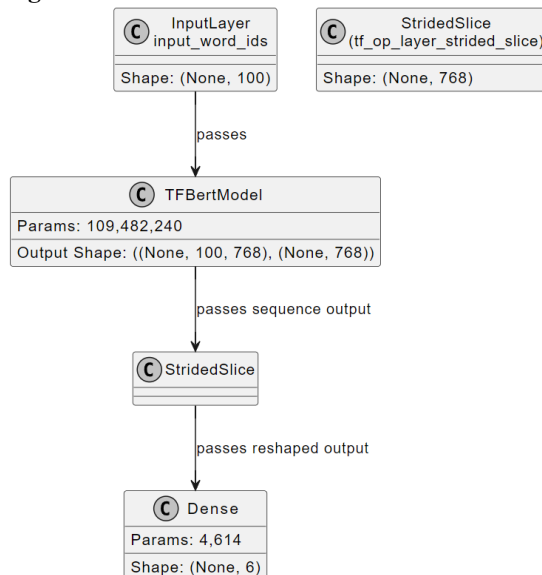 C InputLayer
input_word_ids
Shape: (None, 100)
C StridedSlice
(tf_op_layer_strided_slice)
Shape: (None, 768)
passes
C TFBertModel
Params: 109,482,240
Output Shape: ((None, 100, 768), (None, 768))
passes sequence output
C StridedSlice
passes reshaped output
C Dense
Params: 4,614
Shape: (None, 6)